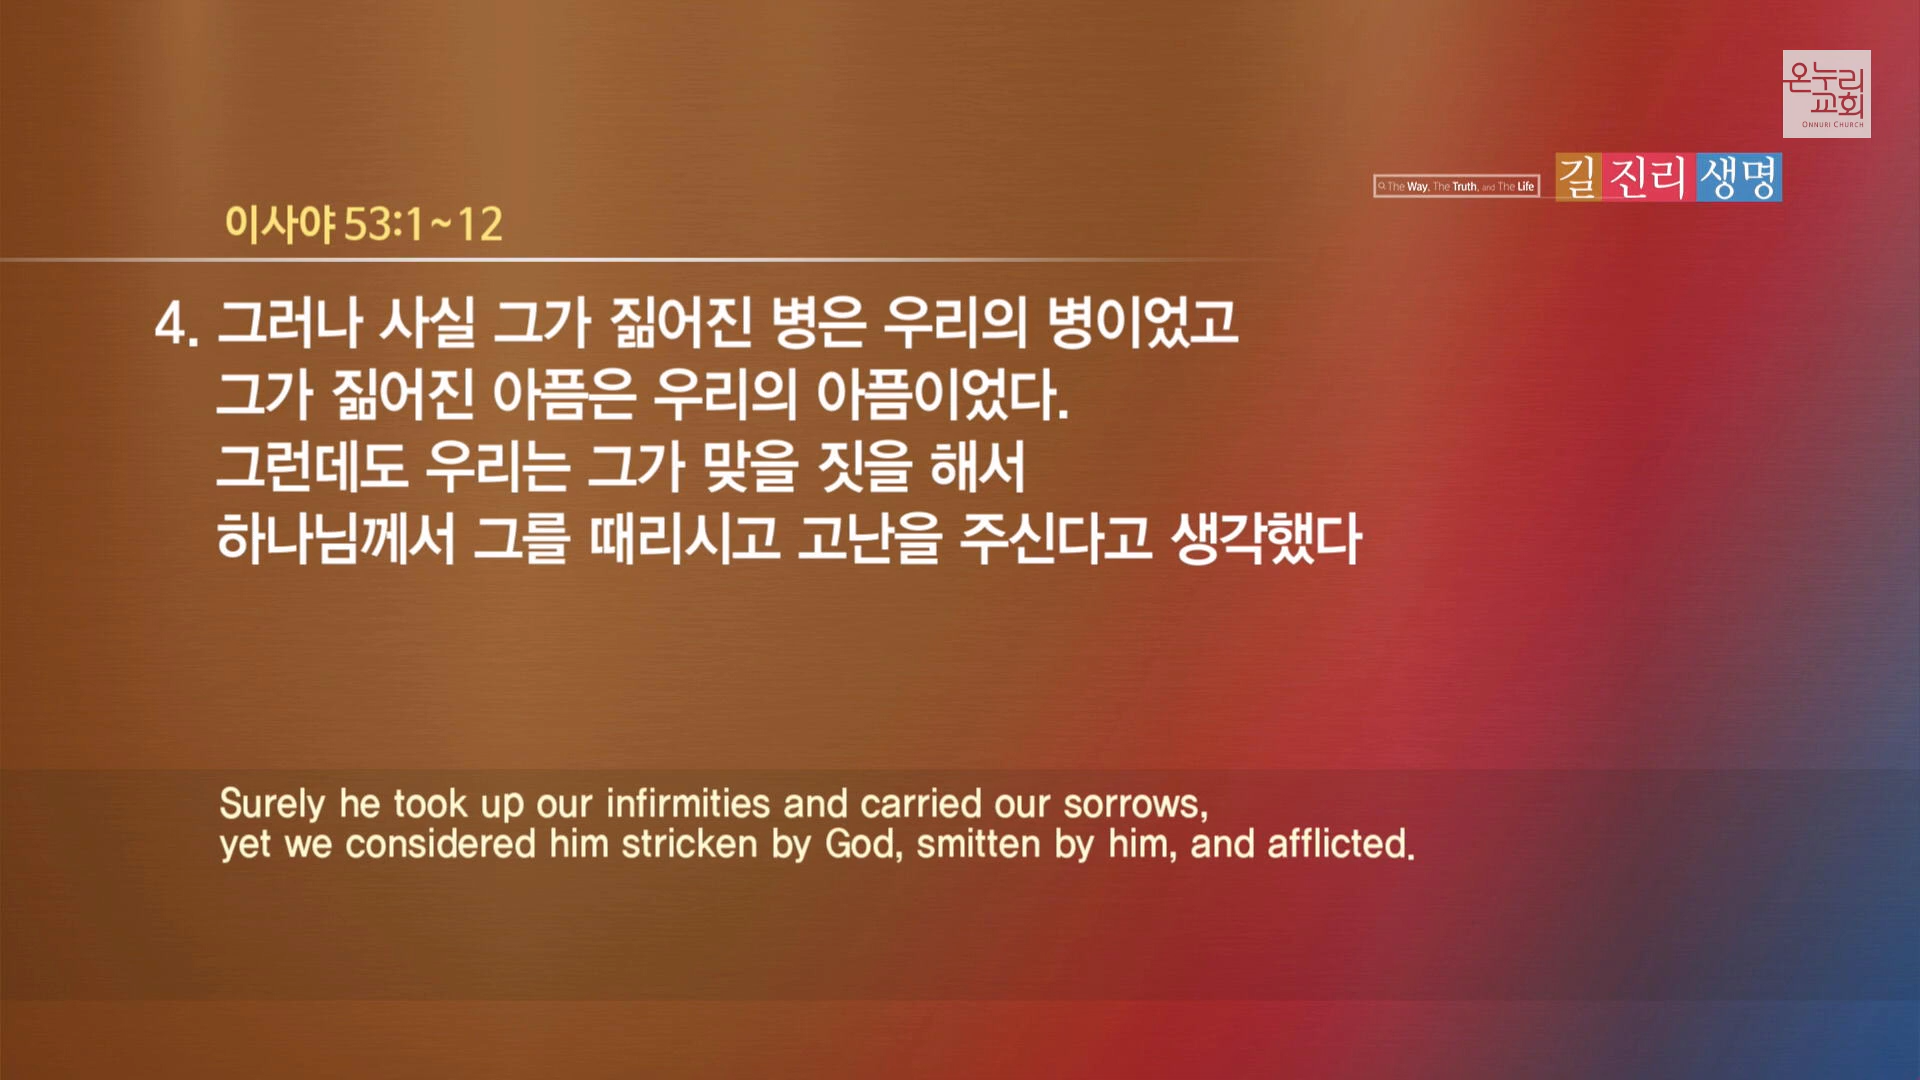 온누리
교회
ONNURI CHURCH
The Way, The Truth, and The Life
길 진리 생명
이사야 53:1~12
4. 그러나 사실 그가 짊어진 병은 우리의 병이었고
그가 짊어진 아픔은 우리의 아픔이었다.
그런데도 우리는 그가 맞을 짓을 해서
하나님께서 그를 때리시고 고난을 주신다고 생각했다
Surely he took up our infirmities and carried our sorrows,
yet we considered him stricken by God, smitten by him, and afflicted.